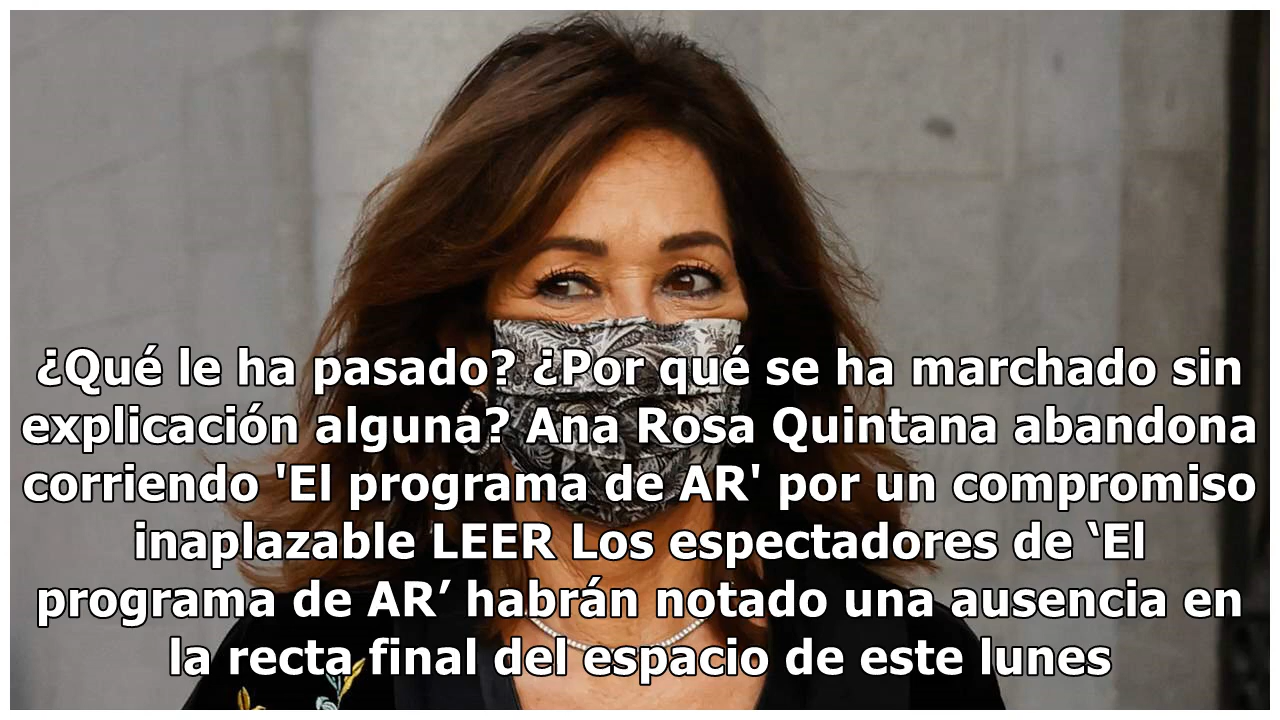 ¿Qué le ha pasado? ¿Por qué se ha marchado sin
explicación alguna? Ana Rosa Quintana abandona
corriendo 'El programa de AR' por un compromiso
inaplazable LEER Los espectadores de ‘El
programa de AR’ habrán notado una ausencia en
la recta final del espacio de este lunes